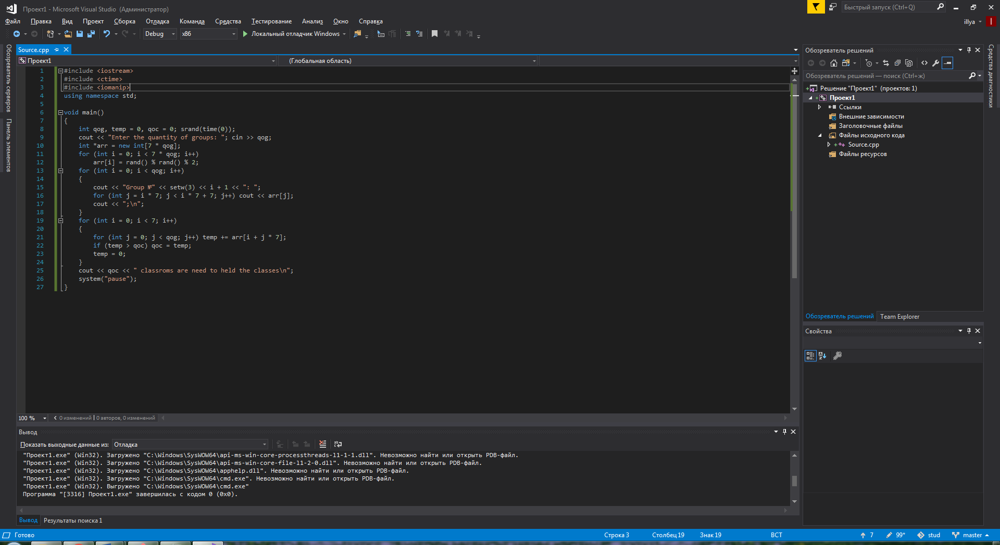 Проект1 - Microsoft Visual Studio (Администратор)
Быстрый запуск (Ctrl+Q)
Файл Правка Вид Проект Сборка Отладка Команда Средства Тестирование Анализ Окно Справка
illya
Debug x86 Локальный отладчик Windows
Обозреватель серверов
Панель элементов
Source.cpp
Проект1 (Глобальная область)
1 #include <iostream>
2 #include <ctime>
3 #include <iomanip>
4 using namespace std;
5
6 void main()
7 {
8 int qog, temp = 0, qoc = 0; srand(time(0));
9 cout << "Enter the quantity of groups: "; cin >> qog;
10 int *arr = new int[7 * qog];
11 for (int i = 0; i < 7 * qog; i++)
12 arr[i] = rand() % rand() % 2;
13 for (int i = 0; i < qog; i++)
14 {
15 cout << "Group №" << setw(3) << i + 1 << ": ";
16 for (int j = i * 7; j < i * 7 + 7; j++) cout << arr[j];
17 cout << ";\n";
18 }
19 for (int i = 0; i < 7; i++)
20 {
21 for (int j = 0; j < qog; j++) temp += arr[i + j * 7];
22 if (temp > qoc) qoc = temp;
23 temp = 0;
24 }
25 cout << qoc << " classroms are need to held the classes\n";
26 system("pause");
27 }
100 % 0 изменений | 0 авторов, 0 изменений
Вывод
Показать выходные данные из: Отладка
"Проект1.exe" (Win32). Загружено "C:\Windows\SysWOW64\api-ms-win-core-processthreads-l1-1-1.dll". Невозможно найти или открыть PDB-файл.
"Проект1.exe" (Win32). Загружено "C:\Windows\SysWOW64\api-ms-win-core-file-l1-2-0.dll". Невозможно найти или открыть PDB-файл.
"Проект1.exe" (Win32). Загружено "C:\Windows\SysWOW64\apphelp.dll". Невозможно найти или открыть PDB-файл.
"Проект1.exe" (Win32). Загружено "C:\Windows\SysWOW64\cmd.exe". Невозможно найти или открыть PDB-файл.
"Проект1.exe" (Win32). Выгружено "C:\Windows\SysWOW64\cmd.exe"
Программа "[3316] Проект1.exe" завершилась с кодом 0 (0x0).
Вывод Результаты поиска 1
Обозреватель решений
Обозреватель решений — поиск (Ctrl+ж)
Решение "Проект1" (проектов: 1)
Проект1
Ссылки
Внешние зависимости
Заголовочные файлы
Файлы исходного кода
Source.cpp
Файлы ресурсов
Обозреватель решений Team Explorer
Свойства
Средства диагностики
Готово Строка 3 Столбец 19 Знак 19 ВСТ 7 99* stud master